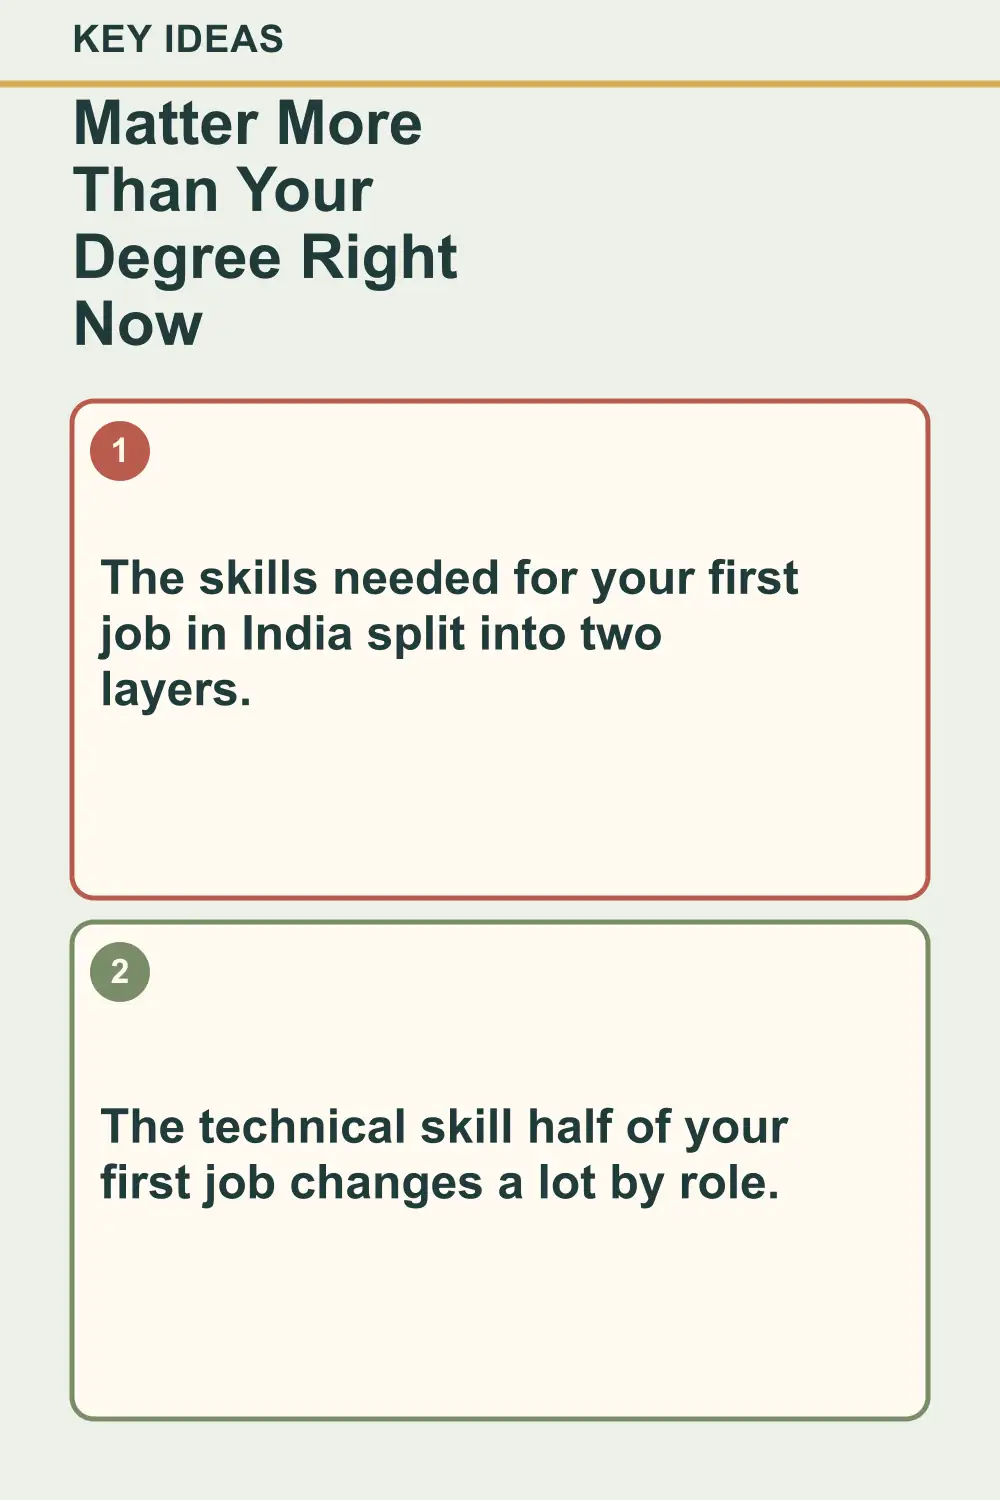 KEY IDEAS
Matter More
Than Your
Degree Right
Now
1
The skills needed for your first
job in India split into two
layers.
2
The technical skill half of your
first job changes a lot by role.